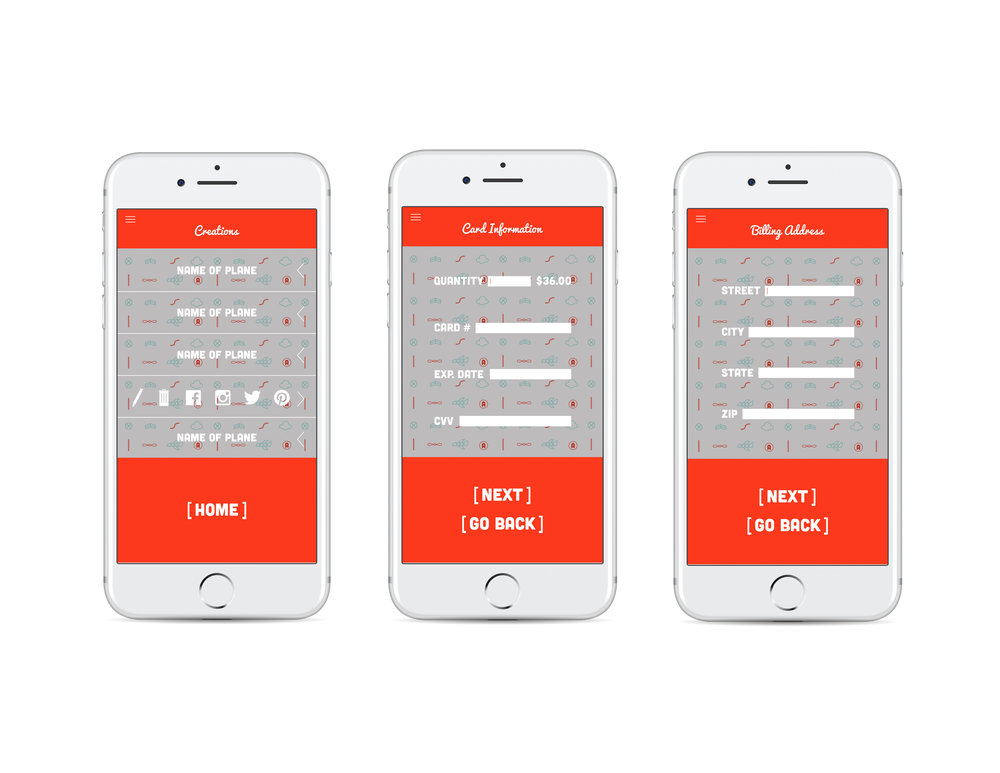 Creations
NAME OF PLANE
NAME OF PLANE
NAME OF PLANE
NAME OF PLANE
[HOME]
Card Information
QUANTITY $36.00
CARD #
EXP. DATE
CVV
[NEXT]
[GO BACK]
Billing Address
STREET
CITY
STATE
ZIP
[NEXT]
[GO BACK]